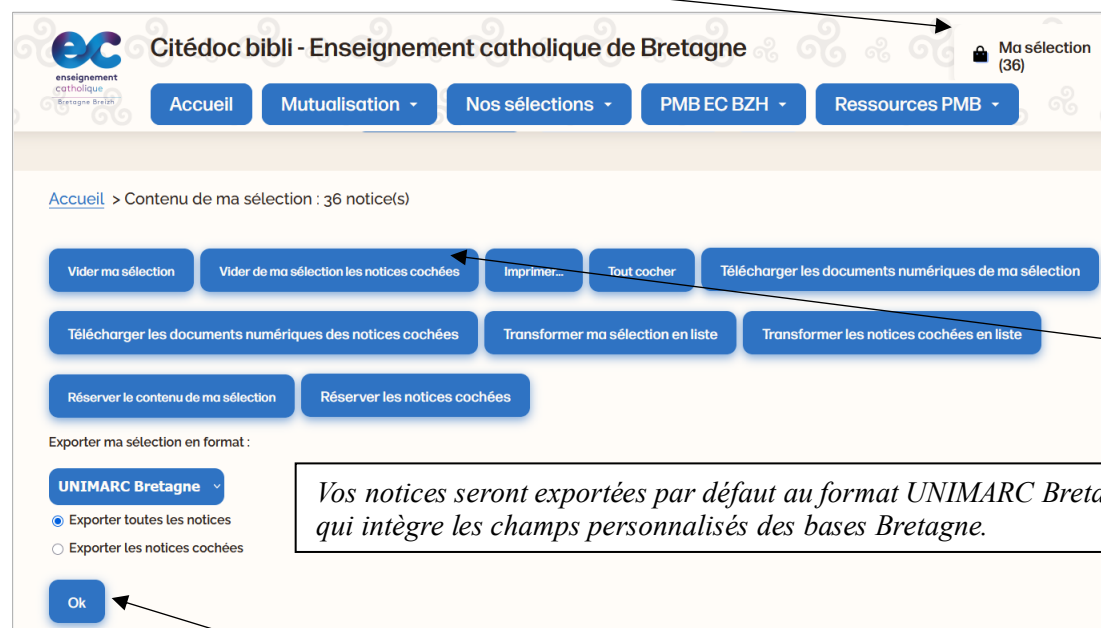 Citédoc bibli - Enseignement catholique de Bretagne
Ma sélection
(36)
ec
enseignement
catholique
Bretagne Breizh
Accueil Mutualisation Nos sélections PMB EC BZH Ressources PMB
Accueil > Contenu de ma sélection : 36 notice(s)
Vider ma sélection Vider de ma sélection les notices cochées Imprimer... Tout cocher Télécharger les documents numériques de ma sélection
Télécharger les documents numériques des notices cochées Transformer ma sélection en liste Transformer les notices cochées en liste
Réserver le contenu de ma sélection Réserver les notices cochées
Exporter ma sélection en format :
UNIMARC Bretagne
Exporter toutes les notices
Exporter les notices cochées
Vos notices seront exportées par défaut au format UNIMARC Breta
qui intègre les champs personnalisés des bases Bretagne.
Ok